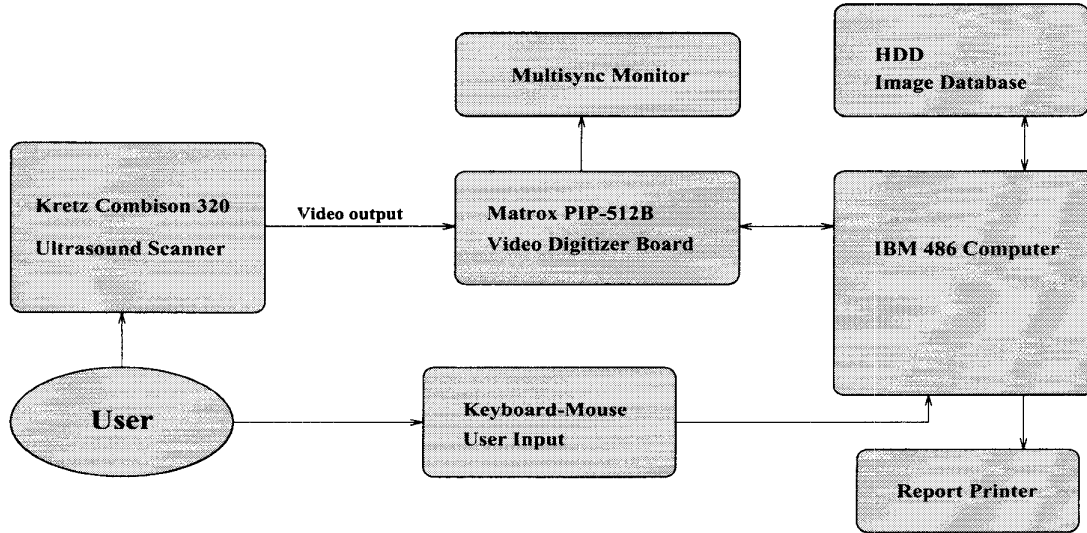 Multisync Monitor
HDD
Image Database
Kretz Combison 320
Ultrasound Scanner
Video output
Matrox PIP-512B
Video Digitizer Board
IBM 486 Computer
User
Keyboard-Mouse
User Input
Report Printer